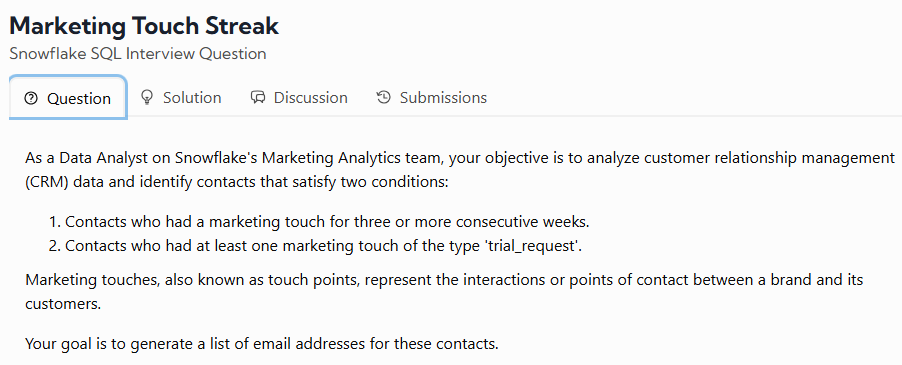 Marketing Touch Streak
Snowflake SQL Interview Question
Question Solution Discussion Submissions
As a Data Analyst on Snowflake's Marketing Analytics team, your objective is to analyze customer relationship management
(CRM) data and identify contacts that satisfy two conditions:
1. Contacts who had a marketing touch for three or more consecutive weeks.
2. Contacts who had at least one marketing touch of the type 'trial_request'.
Marketing touches, also known as touch points, represent the interactions or points of contact between a brand and its
customers.
Your goal is to generate a list of email addresses for these contacts.